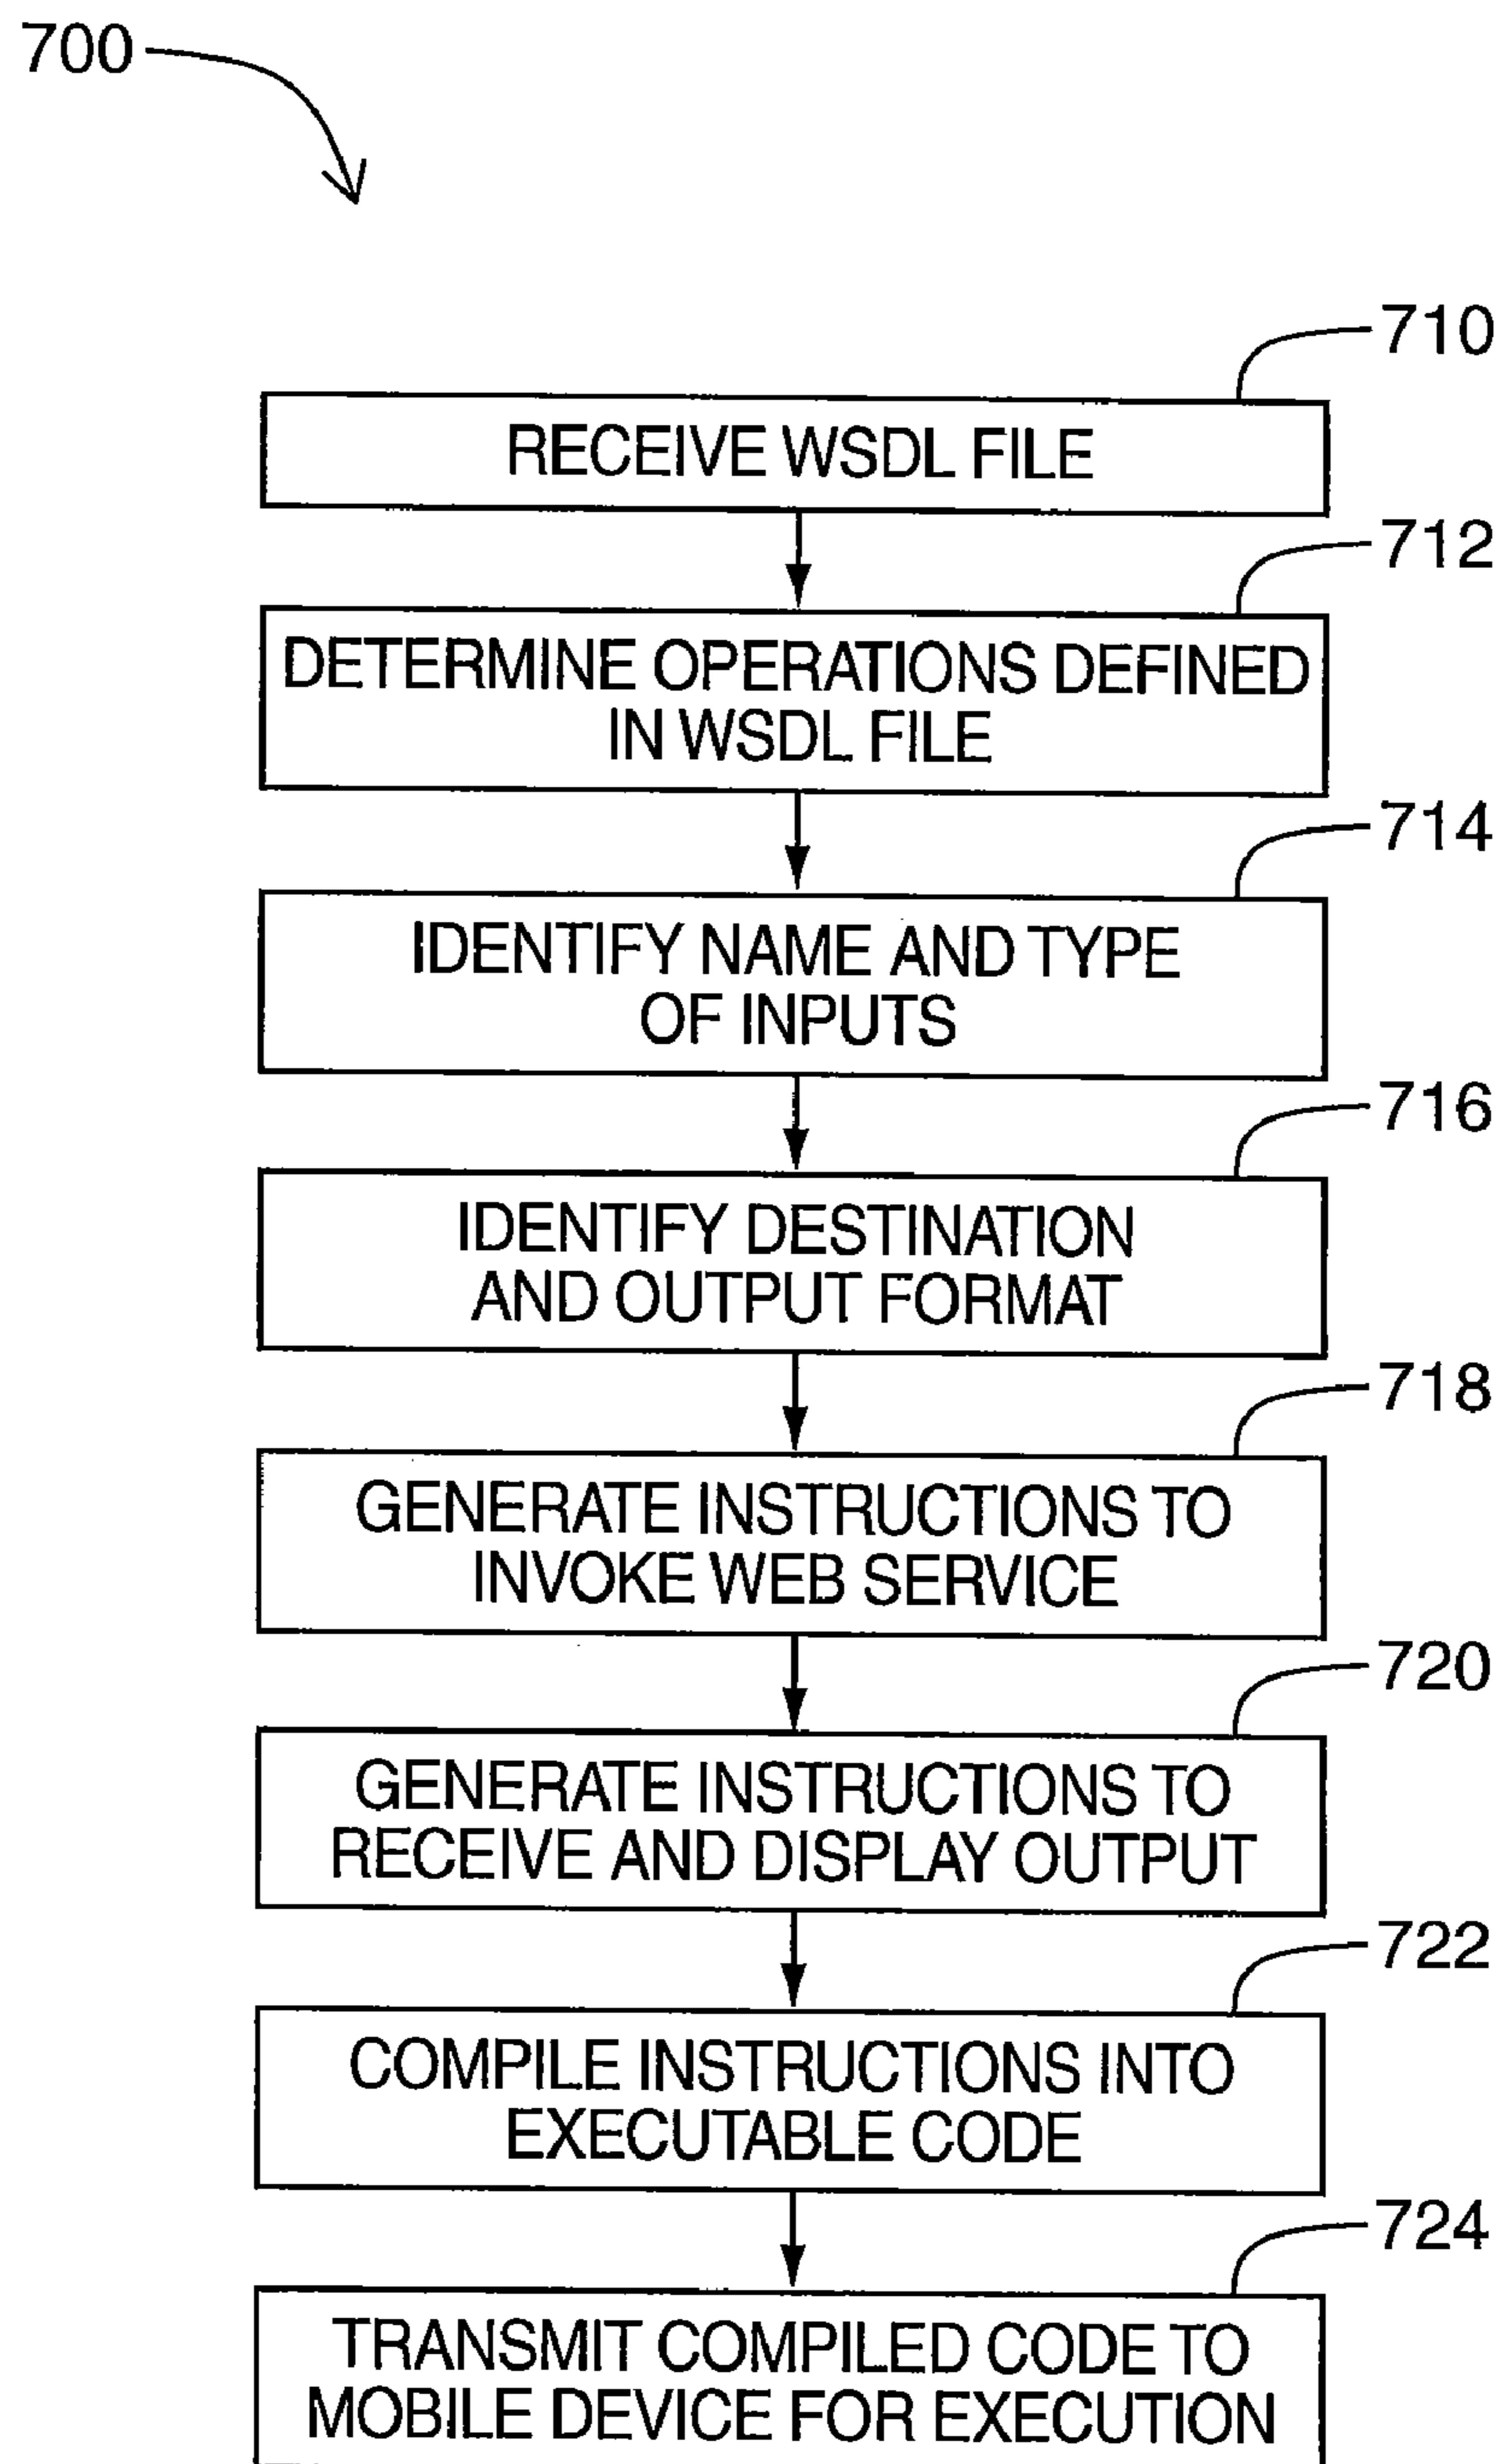 700
710
RECEIVE WSDL FILE
712
DETERMINE OPERATIONS DEFINED
IN WSDL FILE
714
IDENTIFY NAME AND TYPE
OF INPUTS
716
IDENTIFY DESTINATION
AND OUTPUT FORMAT
718
GENERATE INSTRUCTIONS TO
INVOKE WEB SERVICE
720
GENERATE INSTRUCTIONS TO
RECEIVE AND DISPLAY OUTPUT
722
COMPILE INSTRUCTIONS INTO
EXECUTABLE CODE
724
TRANSMIT COMPILED CODE TO
MOBILE DEVICE FOR EXECUTION